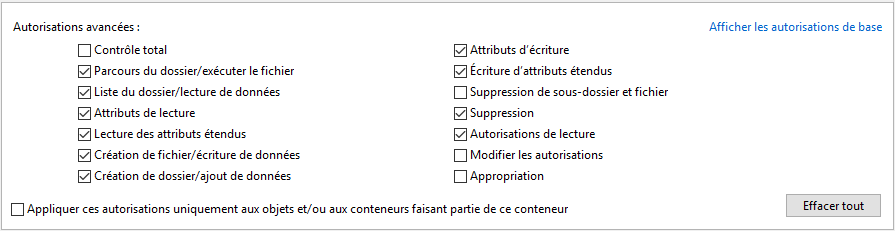 Autorisations avancées :
Afficher les autorisations de base
Contrôle total
Attributs d'écriture
Parcours du dossier/exécuter le fichier
Écriture d'attributs étendus
Liste du dossier/lecture de données
Suppression de sous-dossier et fichier
Attributs de lecture
Suppression
Lecture des attributs étendus
Autorisations de lecture
Création de fichier/écriture de données
Modifier les autorisations
Création de dossier/ajout de données
Appropriation
Appliquer ces autorisations uniquement aux objets et/ou aux conteneurs faisant partie de ce conteneur
Effacer tout